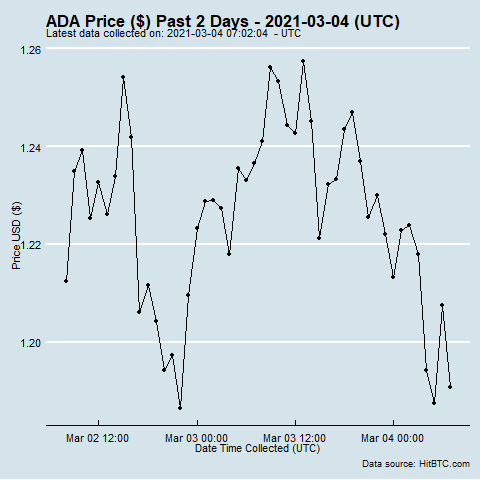 ADA Price ($) Past 2 Days - 2021-03-04 (UTC)
Latest data collected on: 2021-03-04 07:02:04 - UTC
1.26
1.24
1.22
1.20
Price USD ($)
Mar 02 12:00 Mar 03 00:00 Mar 03 12:00 Mar 04 00:00
Date Time Collected (UTC)
Data source: HitBTC.com